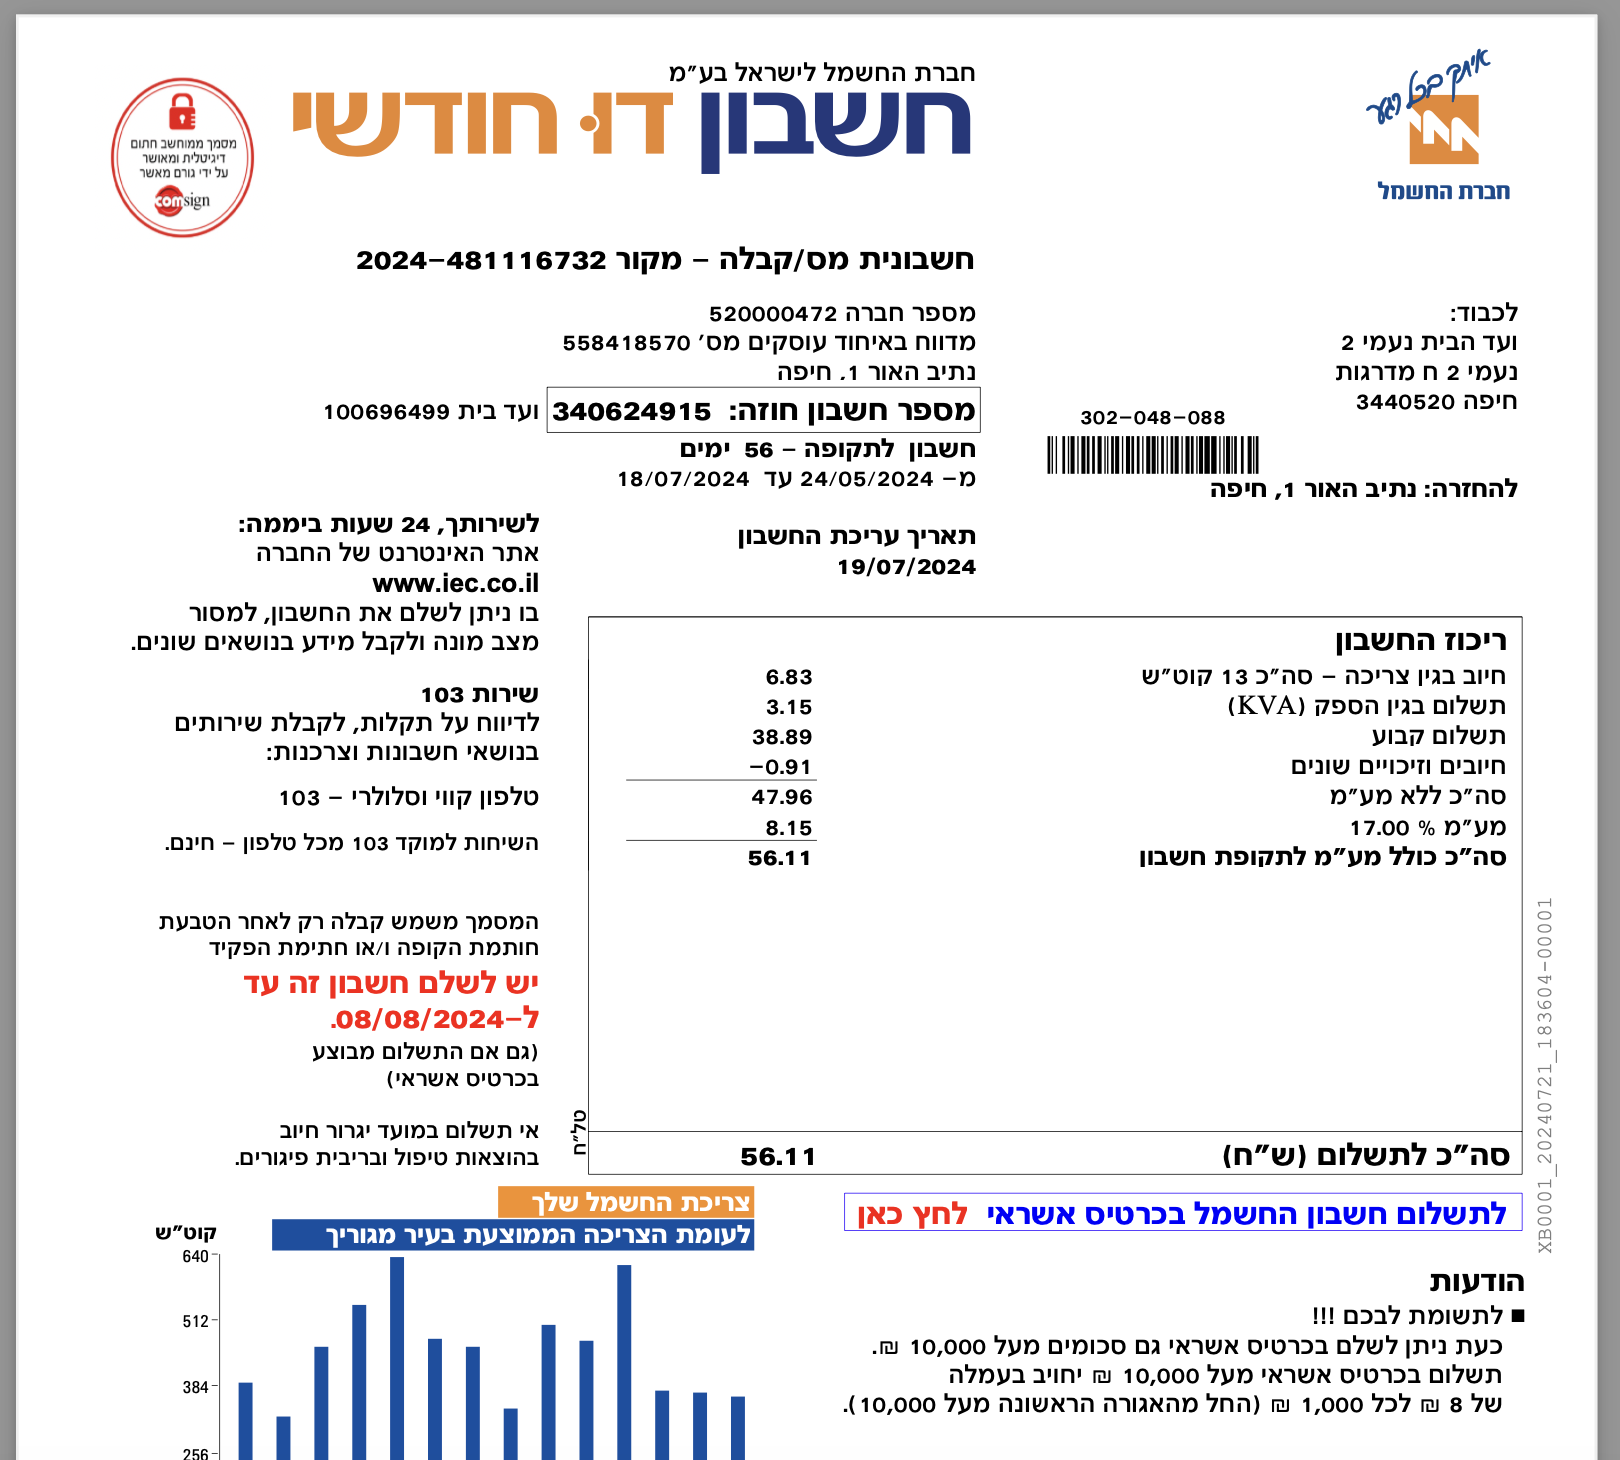 איתך בכל רגע
חברת החשמל
חברת החשמל לישראל בע״מ
חשבון דו חודשי
מסמך ממוחשב חתום
דיגיטלית ומאושר
על ידי גורם מאשר
comsign
חשבונית מס/קבלה – מקור 2024–481116732
לכבוד:
ועד הבית נעמי 2
נעמי 2 ח מדרגות
חיפה 3440520
302–048–088
להחזרה: נתיב האור 1, חיפה
מספר חברה 520000472
מדווח באיחוד עוסקים מס׳ 558418570
נתיב האור 1. חיפה
מספר חשבון חוזה: 340624915 ועד בית 100696499
חשבון לתקופה – 56 ימים
מ– 24/05/2024 עד 18/07/2024
תאריך עריכת החשבון
19/07/2024
ריכוז החשבון
חיוב בגין צריכה – סה״כ 13 קוט״ש 6.83
תשלום בגין הספק (KVA) 3.15
תשלום קבוע 38.89
חיובים וזיכויים שונים –0.91
סה״כ ללא מע״מ 47.96
מע״מ % 17.00 8.15
סה״כ כולל מע״מ לתקופת חשבון 56.11
סה״כ לתשלום (ש״ח) 56.11
טל״ח
XB0001_20240721_183604-00001
לשירותך, 24 שעות ביממה:
אתר האינטרנט של החברה
www.iec.co.il
בו ניתן לשלם את החשבון, למסור
מצב מונה ולקבל מידע בנושאים שונים.
שירות 103
לדיווח על תקלות, לקבלת שירותים
בנושאי חשבונות וצרכנות:
טלפון קווי וסלולרי – 103
השיחות למוקד 103 מכל טלפון – חינם.
המסמך משמש קבלה רק לאחר הטבעת
חותמת הקופה ו/או חתימת הפקיד
יש לשלם חשבון זה עד
ל–08/08/2024.
(גם אם התשלום מבוצע
בכרטיס אשראי)
אי תשלום במועד יגרור חיוב
בהוצאות טיפול ובריבית פיגורים.
לתשלום חשבון החשמל בכרטיס אשראי לחץ כאן
הודעות
■ לתשומת לבכם !!!
כעת ניתן לשלם בכרטיס אשראי גם סכומים מעל 10,000 ₪.
תשלום בכרטיס אשראי מעל 10,000 ₪ יחויב בעמלה
של 8 ₪ לכל 1,000 ₪ (החל מהאגורה הראשונה מעל 10,000).
צריכת החשמל שלך
לעומת הצריכה הממוצעת בעיר מגוריך
קוט״ש
640
512
384
256